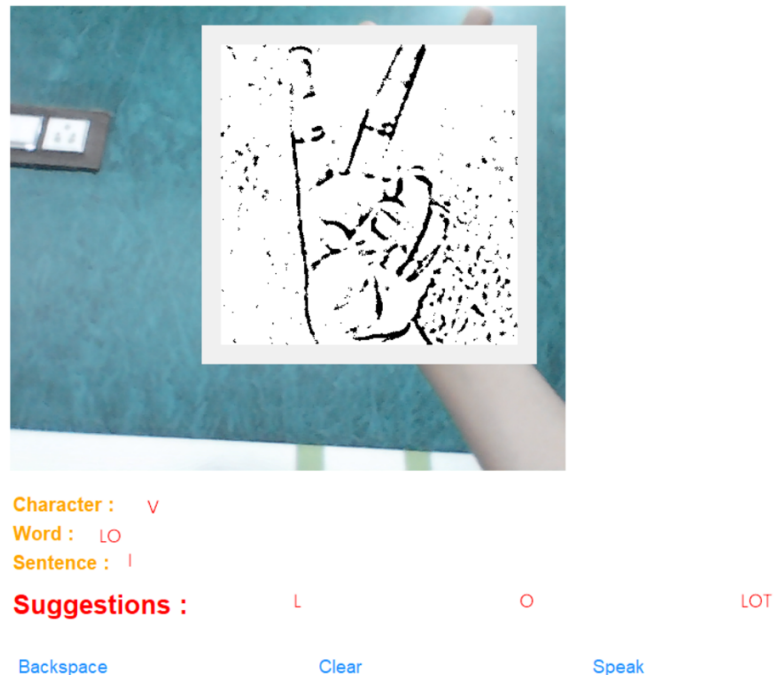 Character : V
Word : LO
Sentence : I
Suggestions : L O LOT
Backspace Clear Speak